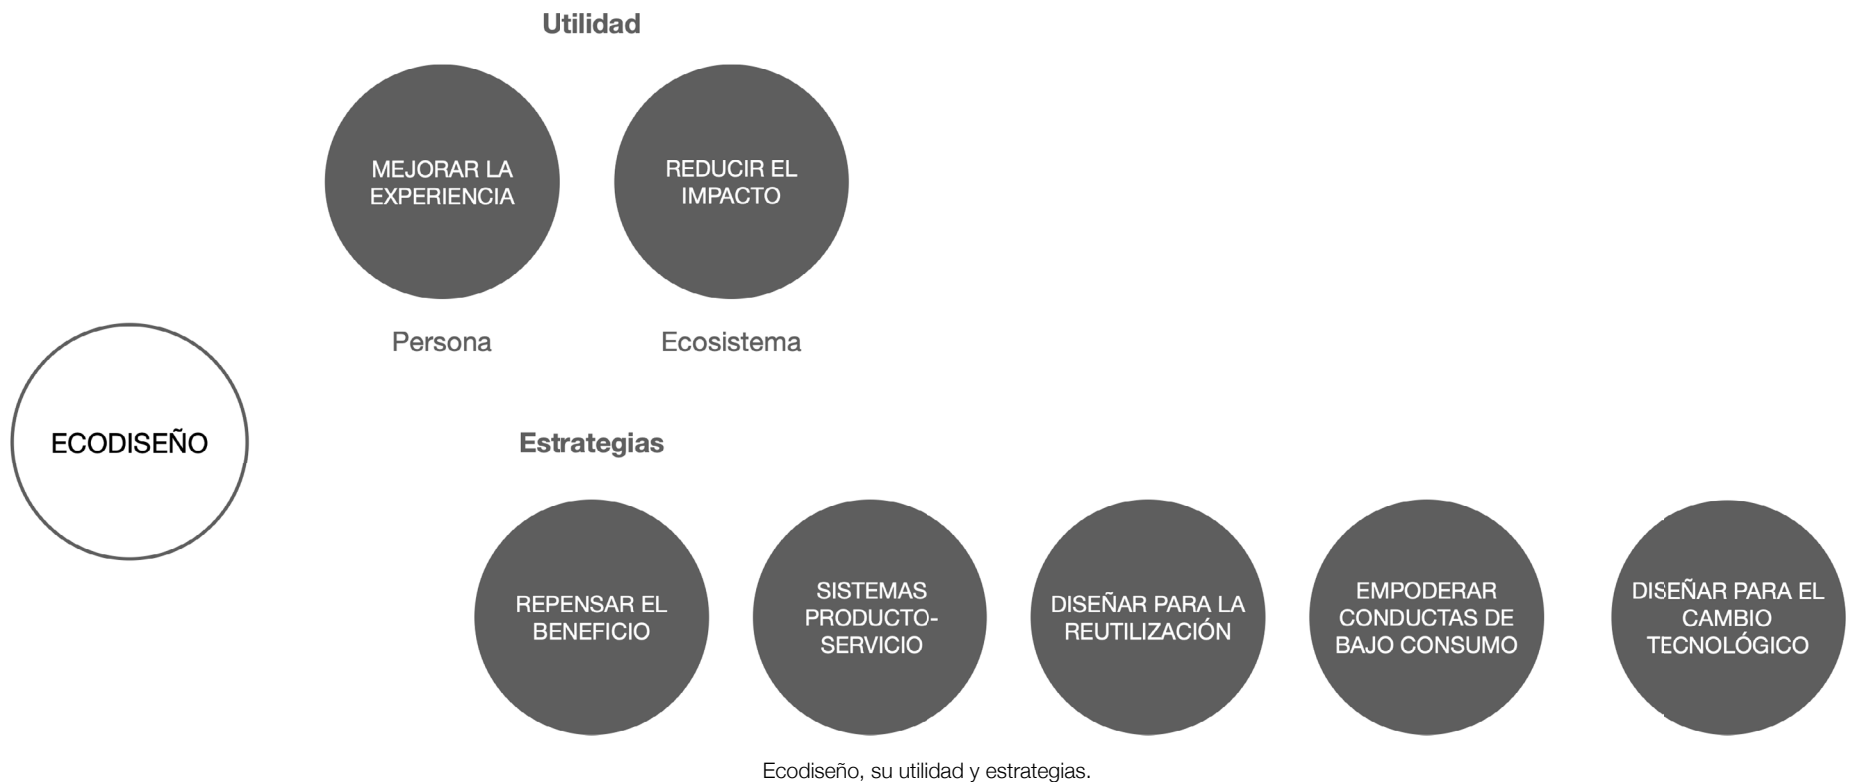 Utilidad
MEJORAR LA
EXPERIENCIA
REDUCIR EL
IMPACTO
Persona
Ecosistema
ECODISEÑO
Estrategias
REPENSAR EL
BENEFICIO
SISTEMAS
PRODUCTO-
SERVICIO
DISEÑAR PARA LA
REUTILIZACIÓN
EMPODERAR
CONDUCTAS DE
BAJO CONSUMO
DISEÑAR PARA EL
CAMBIO
TECNOLÓGICO
Ecodiseño, su utilidad y estrategias.